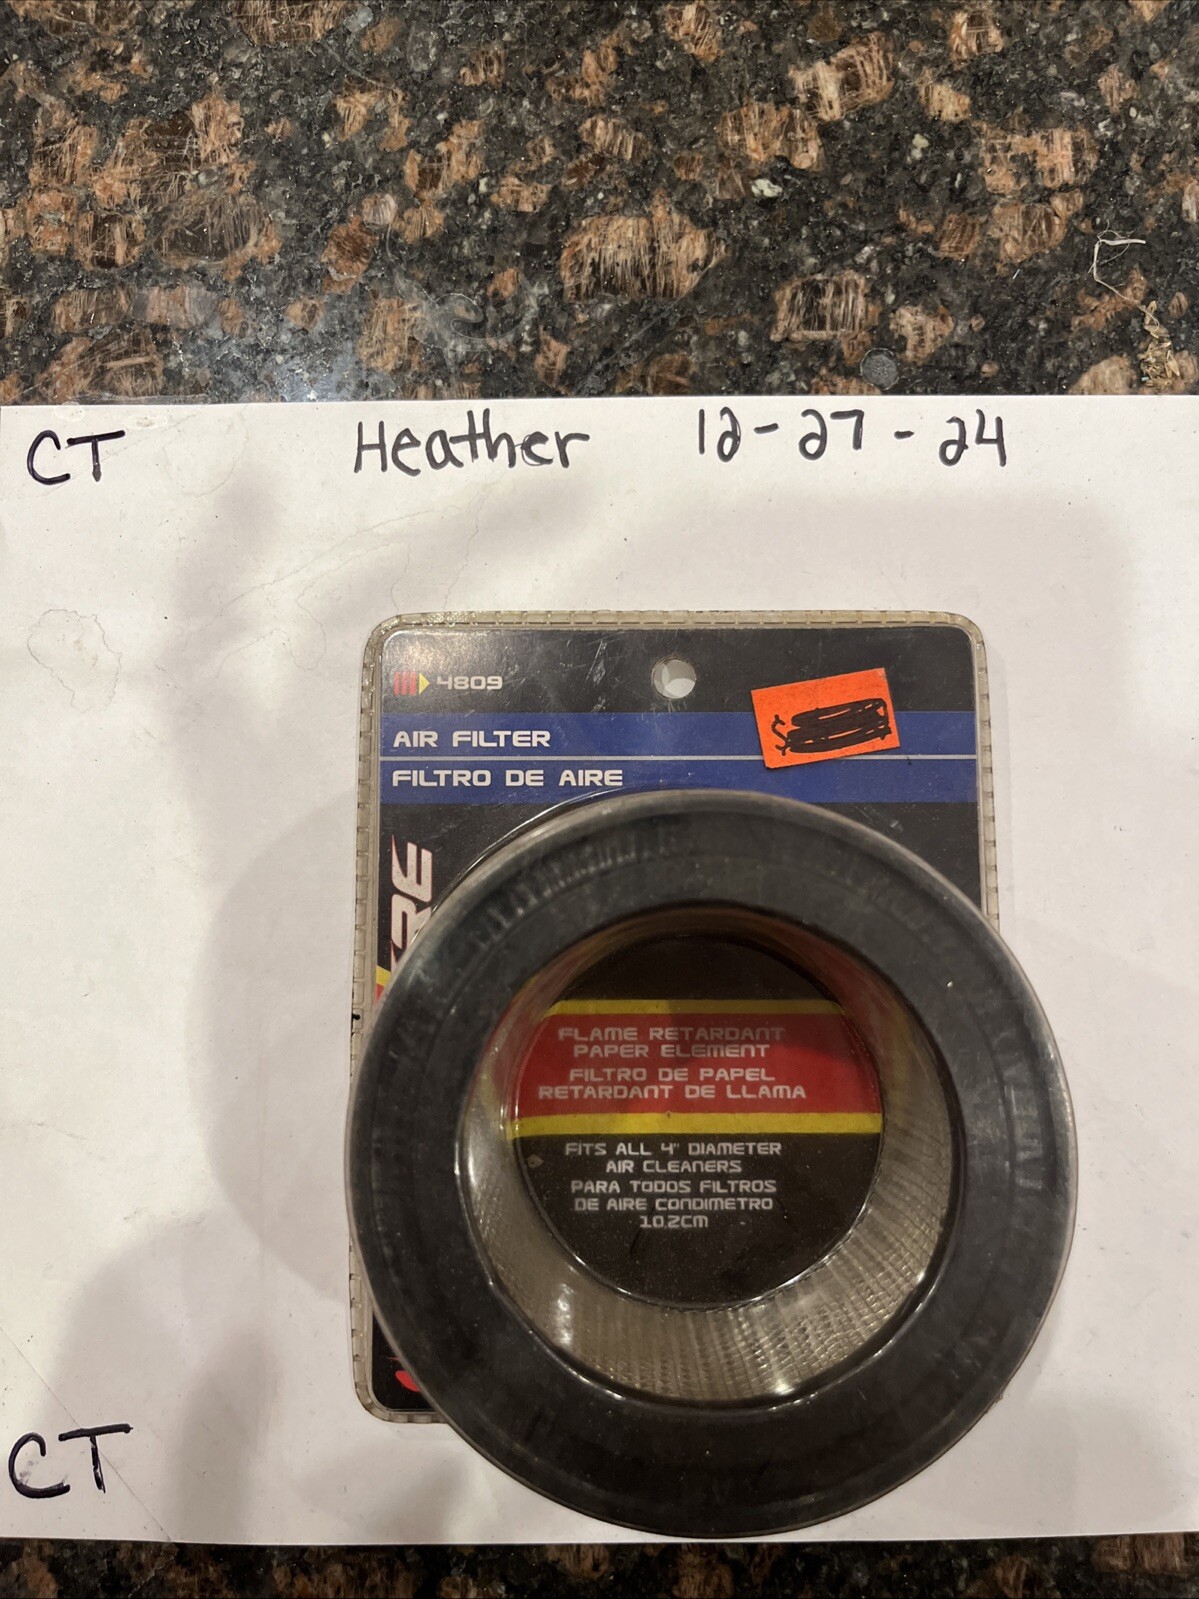 CT Heather 12-27-24
4809
AIR FILTER
FILTRO DE AIRE
FLAME RETARDANT
PAPER ELEMENT
FILTRO DE PAPEL
RETARDANT DE LLAMA
FITS ALL 4" DIAMETER
AIR CLEANERS
PARA TODOS FILTROS
DE AIRE CONDIMETRO
10.2CM
CT